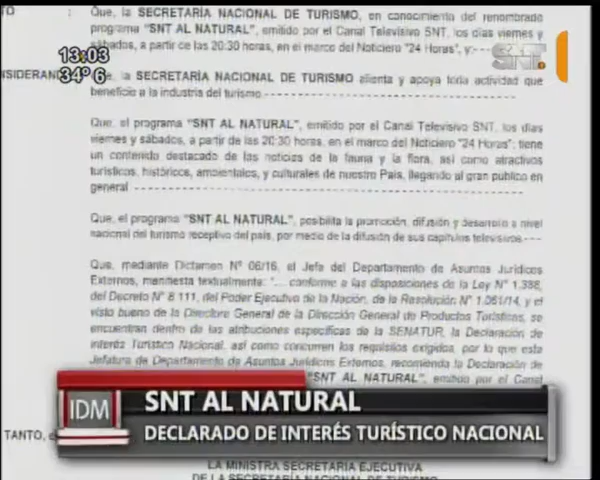 Que, la SECRETARÍA NACIONAL DE TURISMO, en conocimiento del renombrado
programa "SNT AL NATURAL", emitido por el Canal Televisivo SNT, los días viernes y
sábados, a partir de las 20:30 horas, en el marco del Noticiero "24 Horas", y:
13:03
SNT
34º6
la SECRETARÍA NACIONAL DE TURISMO alienta y apoya toda actividad que
beneficio a la industria del turismo
Que, el programa "SNT AL NATURAL", emitido por el Canal Televisivo SNT, los días
viernes y sábados, a partir de las 20:30 horas, en el marco del Noticiero "24 Horas"; tiene
un contenido destacado de las noticias de la fauna y la flora, así como atractivos
turísticos, históricos, ambientales, y culturales de nuestro País, llegando al gran público en
general
Que, el programa "SNT AL NATURAL", posibilita la promoción, difusión y desarrollo a nivel
nacional del turismo receptivo del país, por medio de la difusión de sus capítulos televisivos
Que, mediante Dictamen Nº 06/16, el Jefe del Departamento de Asuntos Jurídicos
Externos, manifiesta textualmente: "... conforme a las disposiciones de la Ley Nº 1.388,
del Decreto Nº 8.111, del Poder Ejecutivo de la Nación, de la Resolución Nº 1.061/14, y el
visto bueno de la Directora General de la Dirección General de Productos Turísticos, se
encuentran dentro de las atribuciones específicas de la SENATUR, la Declaración de
Interés Turístico Nacional, así como concurren los requisitos exigidos, por lo que esta
Jefatura de Departamento de Asuntos Jurídicos Externos, recomienda la Declaración de
"SNT AL NATURAL", emitido por el Canal
IDM
SNT AL NATURAL
DECLARADO DE INTERÉS TURÍSTICO NACIONAL
TANTO,
LA MINISTRA SECRETARIA EJECUTIVA
DE LA SECRETARÍA NACIONAL DE TURISMO